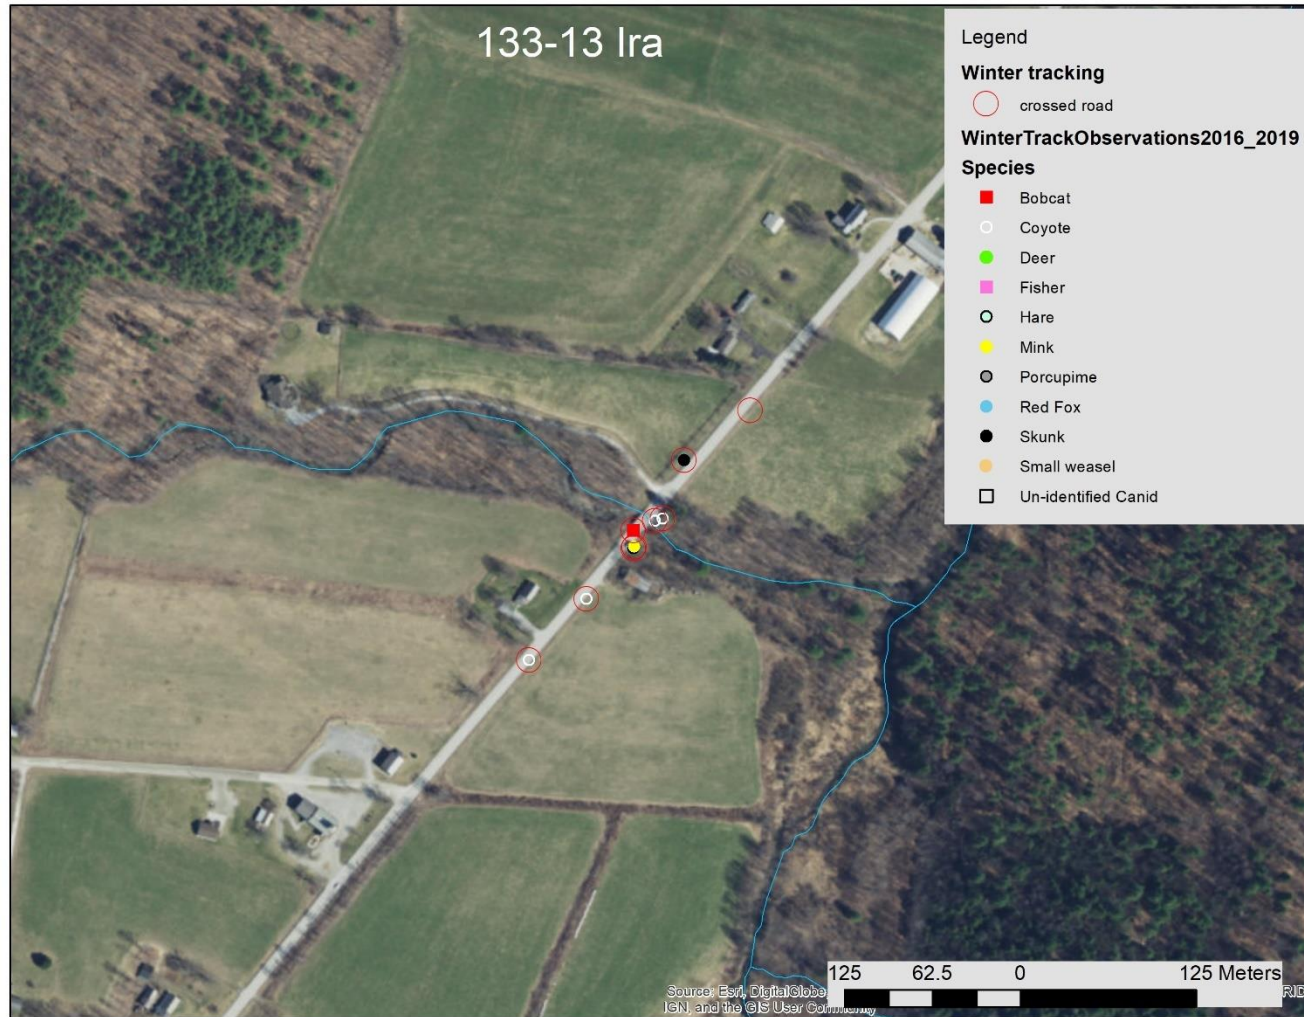 133-13 Ira
Legend
Winter tracking
crossed road
WinterTrackObservations2016_2019
Species
Bobcat
Coyote
Deer
Fisher
Hare
Mink
Porcupime
Red Fox
Skunk
Small weasel
Un-identified Canid
125 62.5 0 125 Meters
Source: Esri, DigitalGlobe
IGN, and the GIS User Community